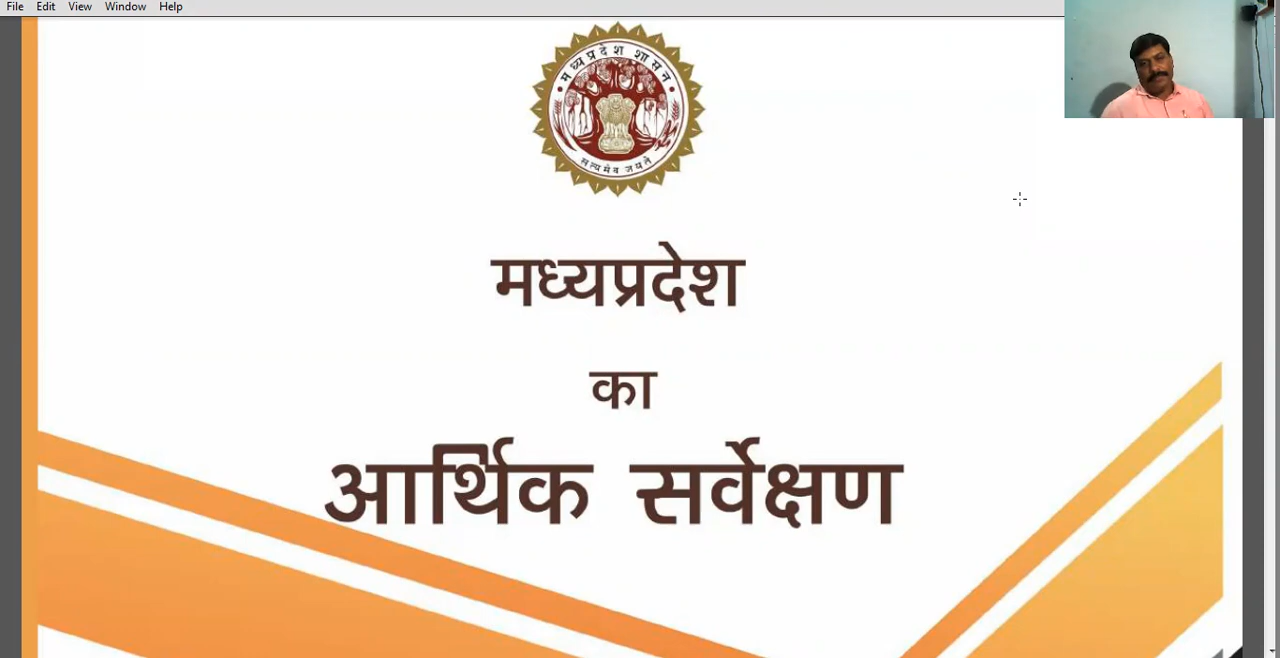 File Edit View Window Help
मध्यप्रदेश शासन
सत्यमेव जयते
मध्यप्रदेश
का
आर्थिक सर्वेक्षण